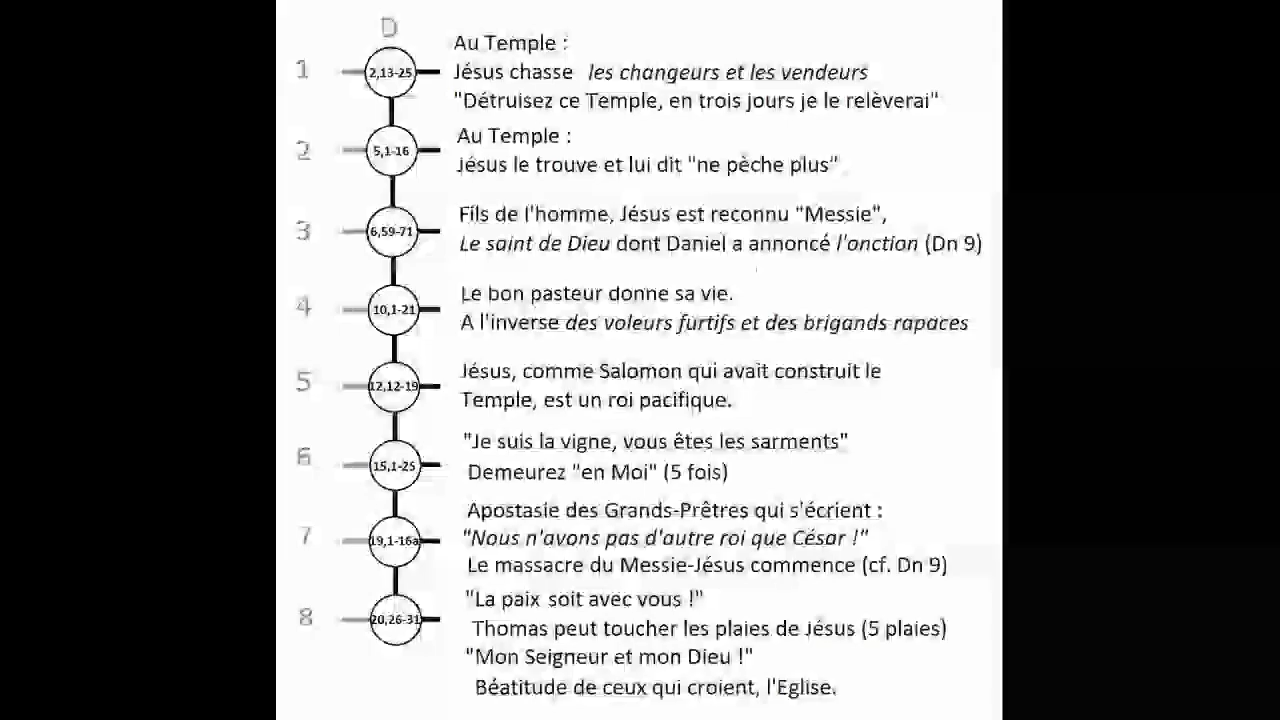 D
1
2,13-25
Au Temple :
Jésus chasse les changeurs et les vendeurs
"Détruisez ce Temple, en trois jours je le relèverai"
2
5,1-16
Au Temple :
Jésus le trouve et lui dit "ne pèche plus"
3
6,59-71
Fils de l'homme, Jésus est reconnu "Messie",
Le saint de Dieu dont Daniel a annoncé l'onction (Dn 9)
4
10,1-21
Le bon pasteur donne sa vie.
A l'inverse des voleurs furtifs et des brigands rapaces
5
12,12-19
Jésus, comme Salomon qui avait construit le
Temple, est un roi pacifique.
6
15,1-25
"Je suis la vigne, vous êtes les sarments"
Demeurez "en Moi" (5 fois)
7
19,1-16a
Apostasie des Grands-Prêtres qui s'écrient :
"Nous n'avons pas d'autre roi que César !"
Le massacre du Messie-Jésus commence (cf. Dn 9)
8
20,26-31
"La paix soit avec vous !"
Thomas peut toucher les plaies de Jésus (5 plaies)
"Mon Seigneur et mon Dieu !"
Béatitude de ceux qui croient, l'Eglise.